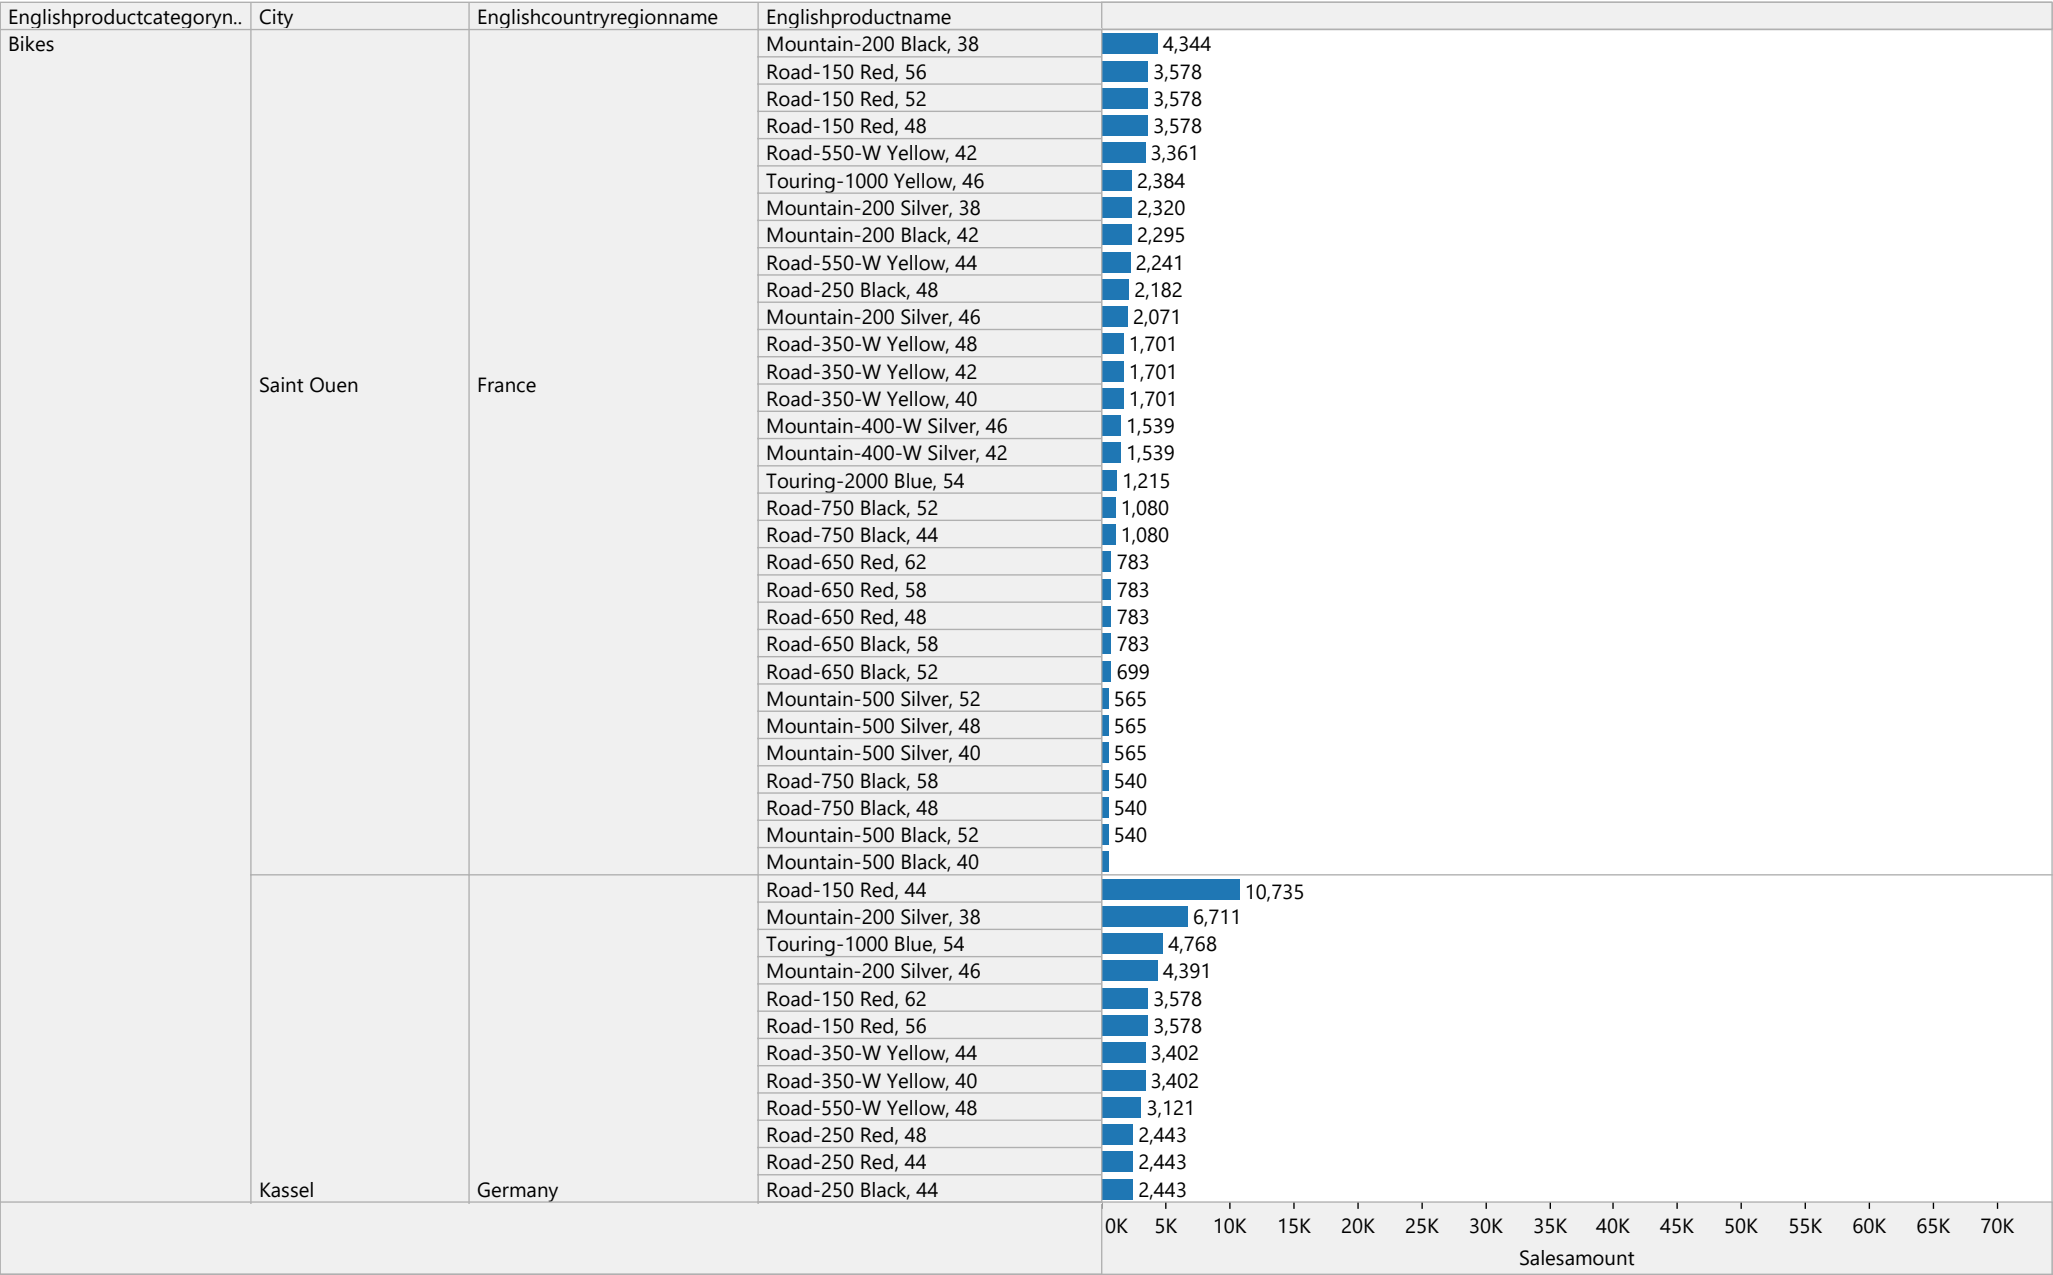 Englishproductcategoryn.. City Englishcountryregionname Englishproductname
Bikes Mountain-200 Black, 38 4,344
Road-150 Red, 56 3,578
Road-150 Red, 52 3,578
Road-150 Red, 48 3,578
Road-550-W Yellow, 42 3,361
Touring-1000 Yellow, 46 2,384
Mountain-200 Silver, 38 2,320
Mountain-200 Black, 42 2,295
Road-550-W Yellow, 44 2,241
Road-250 Black, 48 2,182
Mountain-200 Silver, 46 2,071
Road-350-W Yellow, 48 1,701
Road-350-W Yellow, 42 1,701
Saint Ouen France
Road-350-W Yellow, 40 1,701
Mountain-400-W Silver, 46 1,539
Mountain-400-W Silver, 42 1,539
Touring-2000 Blue, 54 1,215
Road-750 Black, 52 1,080
Road-750 Black, 44 1,080
Road-650 Red, 62 783
Road-650 Red, 58 783
Road-650 Red, 48 783
Road-650 Black, 58 783
Road-650 Black, 52 699
Mountain-500 Silver, 52 565
Mountain-500 Silver, 48 565
Mountain-500 Silver, 40 565
Road-750 Black, 58 540
Road-750 Black, 48 540
Mountain-500 Black, 52 540
Mountain-500 Black, 40
Road-150 Red, 44 10,735
Mountain-200 Silver, 38 6,711
Touring-1000 Blue, 54 4,768
Mountain-200 Silver, 46 4,391
Road-150 Red, 62 3,578
Road-150 Red, 56 3,578
Road-350-W Yellow, 44 3,402
Road-350-W Yellow, 40 3,402
Road-550-W Yellow, 48 3,121
Road-250 Red, 48 2,443
Road-250 Red, 44 2,443
Kassel Germany Road-250 Black, 44 2,443
0K 5K 10K 15K 20K 25K 30K 35K 40K 45K 50K 55K 60K 65K 70K
Salesamount